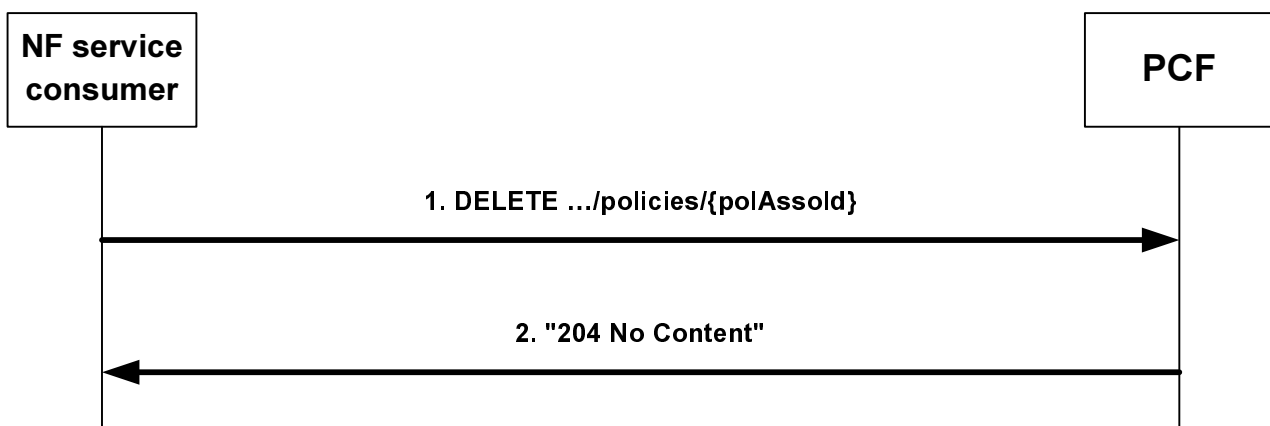 NF service
consumer
PCF
1. DELETE …/policies/{polAssoId}
2. "204 No Content"